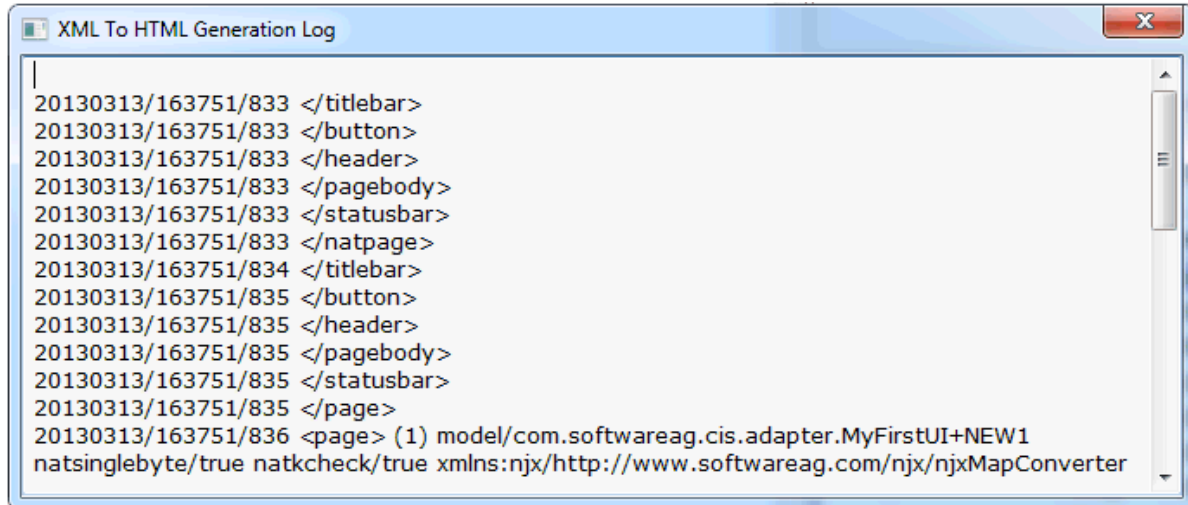 XML To HTML Generation Log
20130313/163751/833 </titlebar>
20130313/163751/833 </button>
20130313/163751/833 </header>
20130313/163751/833 </pagebody>
20130313/163751/833 </statusbar>
20130313/163751/833 </natpage>
20130313/163751/834 </titlebar>
20130313/163751/835 </button>
20130313/163751/835 </header>
20130313/163751/835 </pagebody>
20130313/163751/835 </statusbar>
20130313/163751/835 </page>
20130313/163751/836 <page> (1) model/com.softwareag.cis.adapter.MyFirstUI+NEW1
natsinglebyte/true natkcheck/true xmlns:njx/http://www.softwareag.com/njx/njxMapConverter